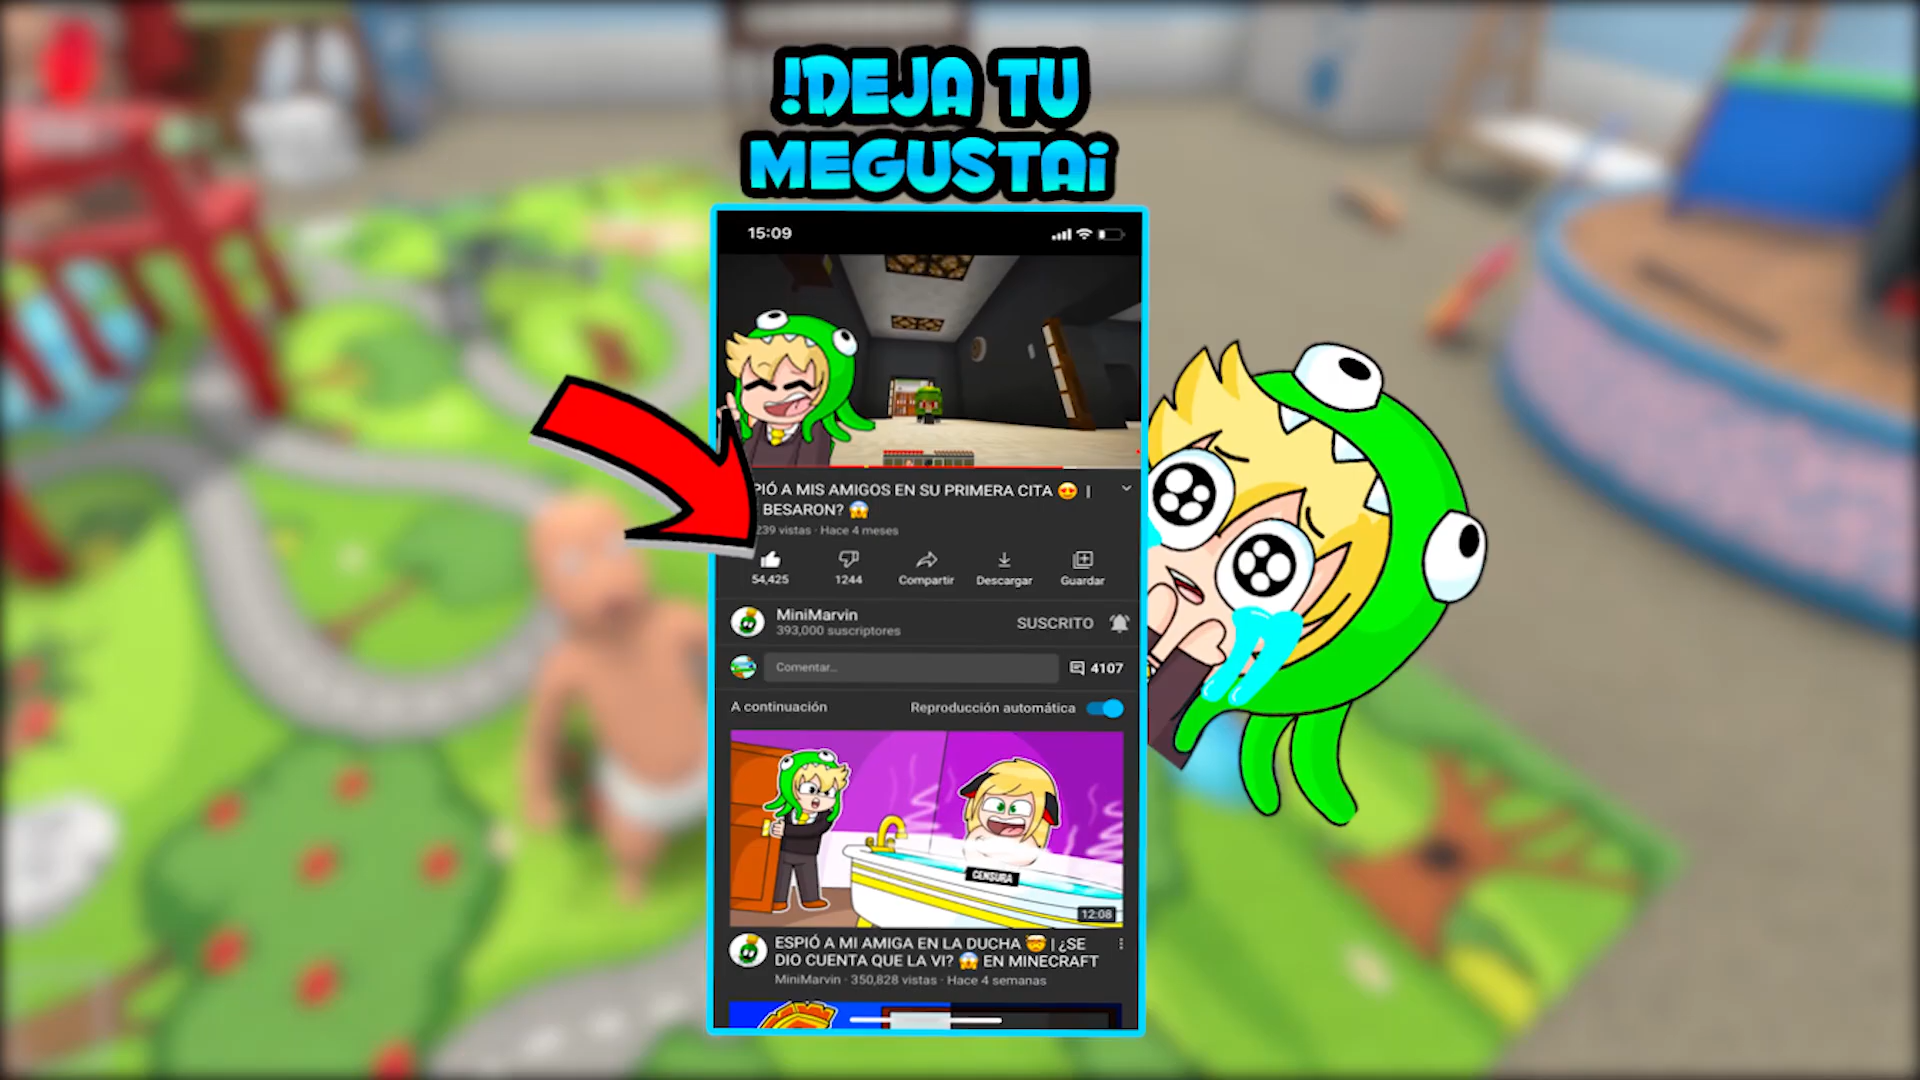 !DEJA TU
MEGUSTA¡
15:09
PIÓ A MIS AMIGOS EN SU PRIMERA CITA 😍 |
BESARON? 😱
239 vistas · Hace 4 meses
54,425
1244
Compartir
Descargar
Guardar
MiniMarvin
393,000 suscriptores
SUSCRITO
Comentar...
4107
A continuación
Reproducción automática
CENSURA
12:08
ESPIÓ A MI AMIGA EN LA DUCHA 🤯 | ¿SE
DIO CUENTA QUE LA VI? 😱 EN MINECRAFT
MiniMarvin · 350,828 vistas · Hace 4 semanas